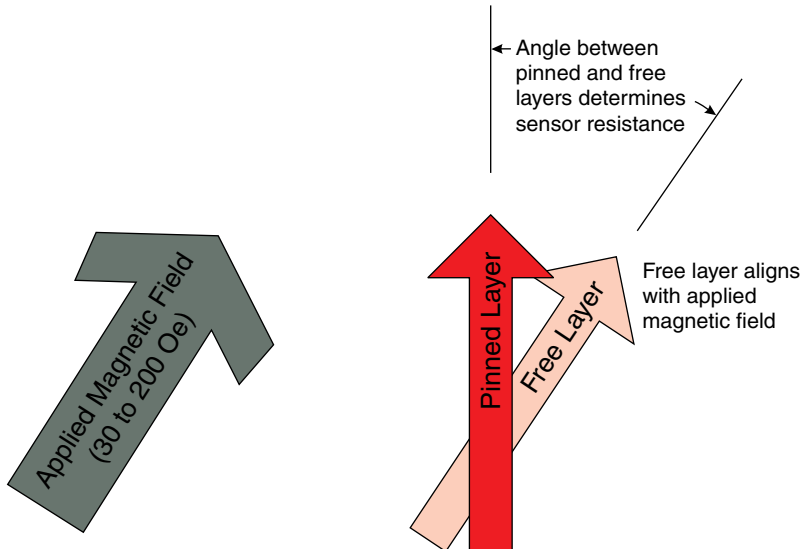 Angle between
pinned and free
layers determines
sensor resistance
Applied Magnetic Field
(30 to 200 Oe)
Pinned Layer
Free Layer
Free layer aligns
with applied
magnetic field